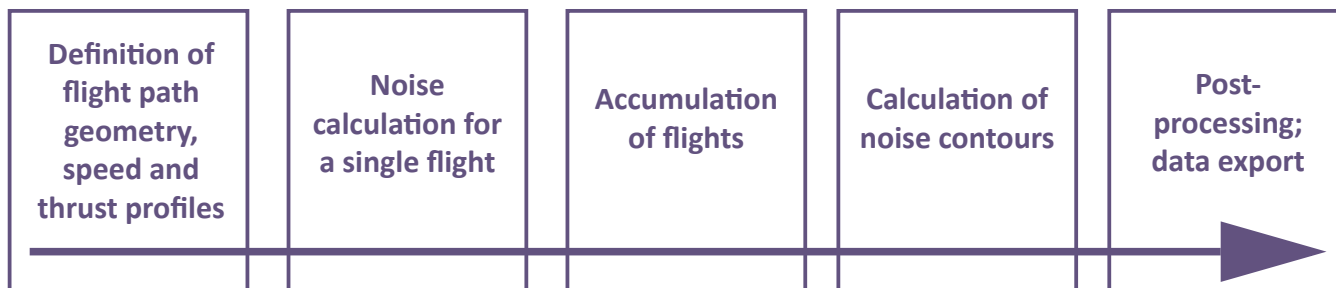 Definition of
flight path
geometry,
speed and
thrust profiles
Noise
calculation for
a single flight
Accumulation
of flights
Calculation of
noise contours
Post-
processing;
data export